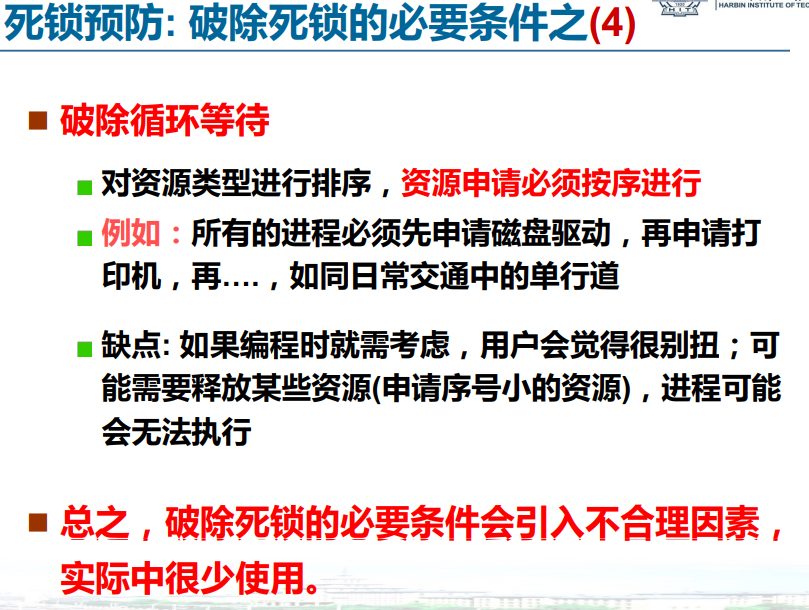 死锁预防: 破除死锁的必要条件之(4)
HARBIN INSTITUTE OF TEC
破除循环等待
对资源类型进行排序，资源申请必须按序进行
例如：所有的进程必须先申请磁盘驱动，再申请打
印机，再....，如同日常交通中的单行道
缺点: 如果编程时就需考虑，用户会觉得很别扭；可
能需要释放某些资源(申请序号小的资源)，进程可能
会无法执行
总之，破除死锁的必要条件会引入不合理因素，
实际中很少使用。